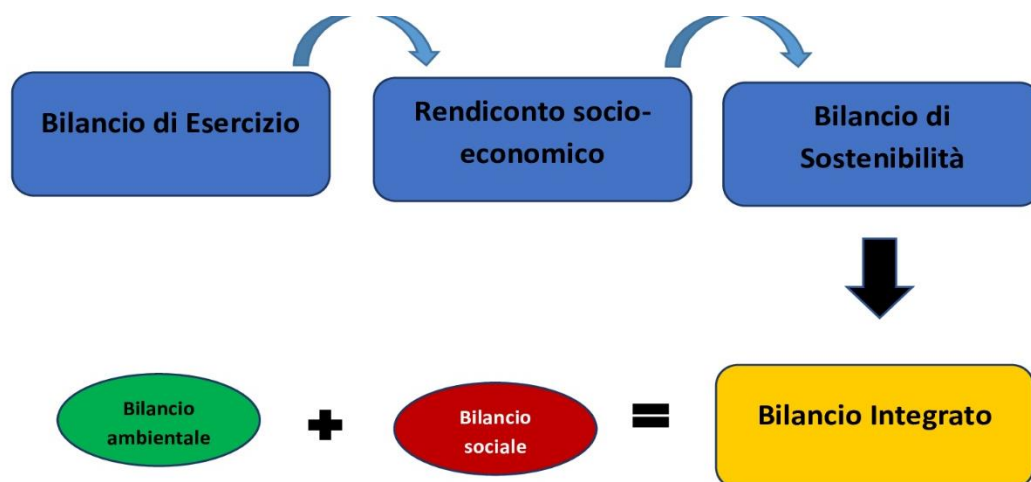 Bilancio di Esercizio
Rendiconto socio-
economico
Bilancio di
Sostenibilità
Bilancio
ambientale
+
Bilancio
sociale
=
Bilancio Integrato